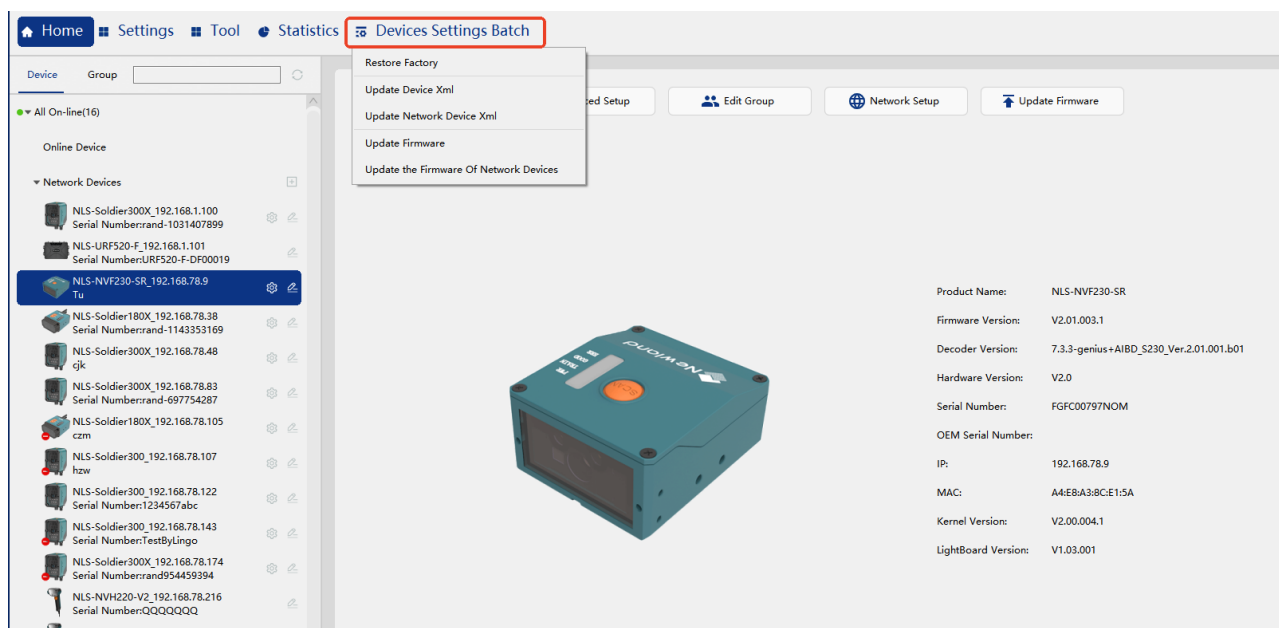 Home
Settings
Tool
Statistics
Devices Settings Batch
Restore Factory
Update Device Xml
Update Network Device Xml
Update Firmware
Update the Firmware Of Network Devices
Device
Group
All On-line(16)
Online Device
Network Devices
NLS-Soldier300X_192.168.1.100
Serial Number:rand-1031407899
NLS-URF520-F_192.168.1.101
Serial Number:URF520-F-DF00019
NLS-NVF230-SR_192.168.78.9
Tu
NLS-Soldier180X_192.168.78.38
Serial Number:rand-1143353169
NLS-Soldier300X_192.168.78.48
cjk
NLS-Soldier300X_192.168.78.83
Serial Number:rand-697754287
NLS-Soldier180X_192.168.78.105
czm
NLS-Soldier300_192.168.78.107
hzw
NLS-Soldier300_192.168.78.122
Serial Number:1234567abc
NLS-Soldier300_192.168.78.143
Serial Number:TestByLingo
NLS-Soldier300X_192.168.78.174
Serial Number:rand954459394
NLS-NVH220-V2_192.168.78.216
Serial Number:QQQQQQQ
ed Setup
Edit Group
Network Setup
Update Firmware
Newland
Product Name: NLS-NVF230-SR
Firmware Version: V2.01.003.1
Decoder Version: 7.3.3-genius+AIBD_S230_Ver.2.01.001.b01
Hardware Version: V2.0
Serial Number: FGFC00797NOM
OEM Serial Number:
IP: 192.168.78.9
MAC: A4:E8:A3:8C:E1:5A
Kernel Version: V2.00.004.1
LightBoard Version: V1.03.001